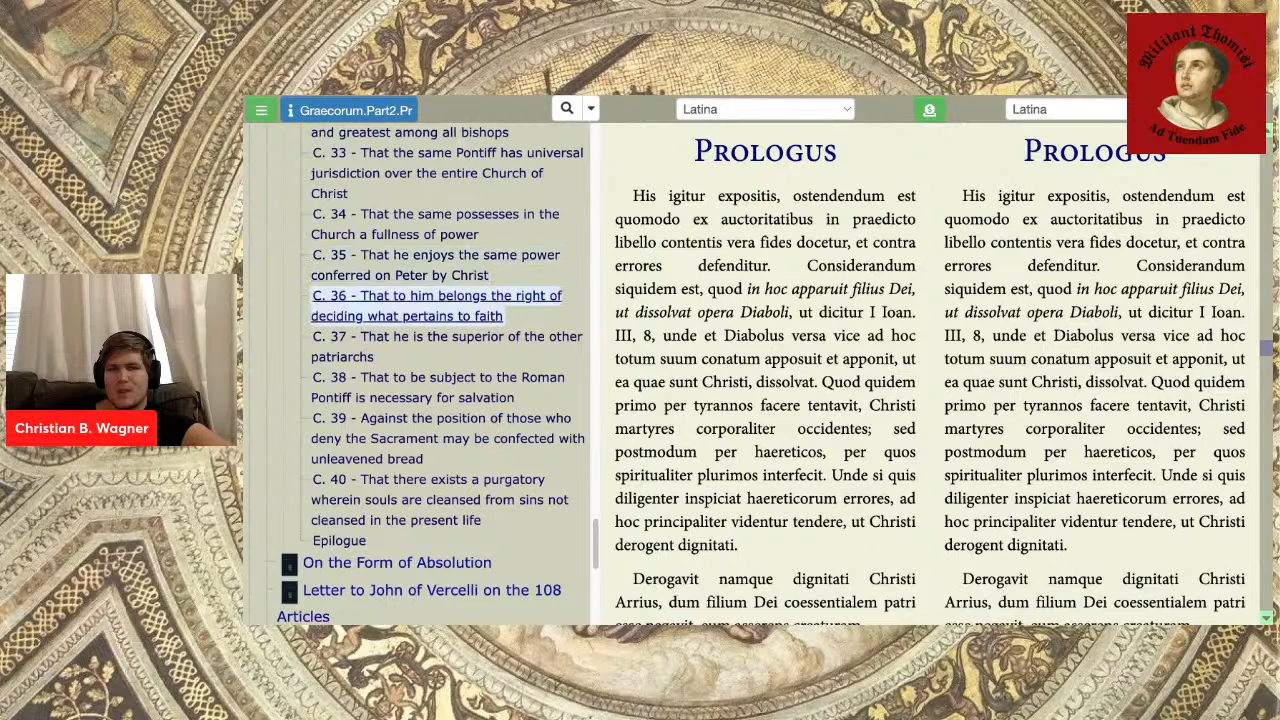 Militant Thomist
Ad Tuendam Fide
Graecorum.Part2.Pr
Latina
Latina
and greatest among all bishops
C. 33 - That the same Pontiff has universal
jurisdiction over the entire Church of
Christ
C. 34 - That the same possesses in the
Church a fullness of power
C. 35 - That he enjoys the same power
conferred on Peter by Christ
C. 36 - That to him belongs the right of
deciding what pertains to faith
C. 37 - That he is the superior of the other
patriarchs
C. 38 - That to be subject to the Roman
Pontiff is necessary for salvation
C. 39 - Against the position of those who
deny the Sacrament may be confected with
unleavened bread
C. 40 - That there exists a purgatory
wherein souls are cleansed from sins not
cleansed in the present life
Epilogue
On the Form of Absolution
Letter to John of Vercelli on the 108
Articles
Prologus
His igitur expositis, ostendendum est
quomodo ex auctoritatibus in praedicto
libello contentis vera fides docetur, et contra
errores defenditur. Considerandum
siquidem est, quod in hoc apparuit filius Dei,
ut dissolvat opera Diaboli, ut dicitur I Ioan.
III, 8, unde et Diabolus versa vice ad hoc
totum suum conatum apposuit et apponit, ut
ea quae sunt Christi, dissolvat. Quod quidem
primo per tyrannos facere tentavit, Christi
martyres corporaliter occidentes; sed
postmodum per haereticos, per quos
spiritualiter plurimos interfecit. Unde si quis
diligenter inspiciat haereticorum errores, ad
hoc principaliter videntur tendere, ut Christi
derogent dignitati.
Derogavit namque dignitati Christi
Arrius, dum filium Dei coessentialem patri
Prologus
His igitur expositis, ostendendum est
quomodo ex auctoritatibus in praedicto
libello contentis vera fides docetur, et contra
errores defenditur. Considerandum
siquidem est, quod in hoc apparuit filius Dei,
ut dissolvat opera Diaboli, ut dicitur I Ioan.
III, 8, unde et Diabolus versa vice ad hoc
totum suum conatum apposuit et apponit, ut
ea quae sunt Christi, dissolvat. Quod quidem
primo per tyrannos facere tentavit, Christi
martyres corporaliter occidentes; sed
postmodum per haereticos, per quos
spiritualiter plurimos interfecit. Unde si quis
diligenter inspiciat haereticorum errores, ad
hoc principaliter videntur tendere, ut Christi
derogent dignitati.
Derogavit namque dignitati Christi
Arrius, dum filium Dei coessentialem patri
Christian B. Wagner